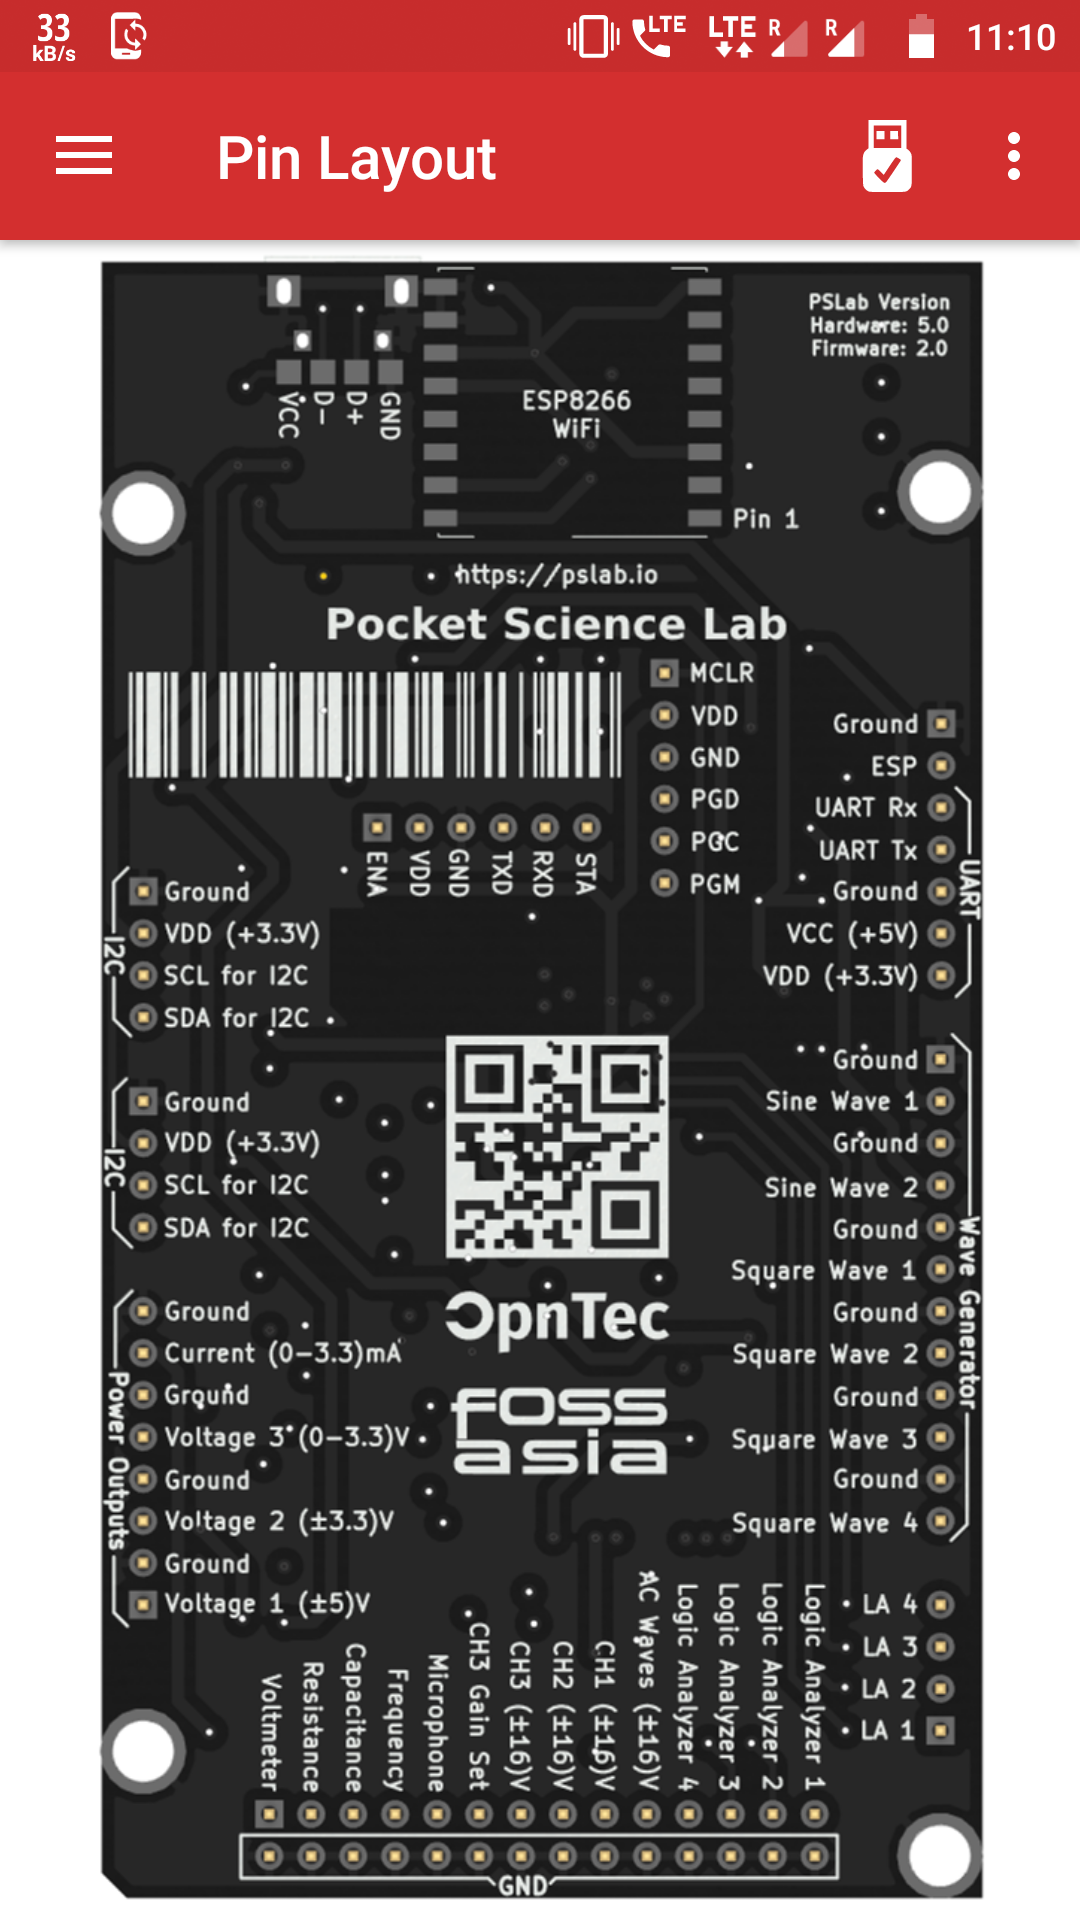 33
kB/s
LTE
LTE
R
R
11:10
Pin Layout
PSLab Version
Hardware: 5.0
Firmware: 2.0
VCC
D-
D+
GND
ESP8266
WiFi
Pin 1
https://pslab.io
Pocket Science Lab
MCLR
VDD
GND
PGD
PGC
PGM
ENA
VDD
GND
TXD
RXD
STA
Ground
ESP
UART Rx
UART Tx
Ground
VCC (+5V)
VDD (+3.3V)
UART
I2C
Ground
VDD (+3.3V)
SCL for I2C
SDA for I2C
I2C
Ground
VDD (+3.3V)
SCL for I2C
SDA for I2C
Ground
Sine Wave 1
Ground
Sine Wave 2
Ground
Square Wave 1
Ground
Square Wave 2
Ground
Square Wave 3
Ground
Square Wave 4
Wave Generator
OpnTec
FOSS
asia
Power Outputs
Ground
Current (0-3.3)mA
Ground
Voltage 3 (0-3.3)V
Ground
Voltage 2 (±3.3)V
Ground
Voltage 1 (±5)V
LA 4
LA 3
LA 2
LA 1
Voltmeter
Resistance
Capacitance
Frequency
Microphone
CH3 Gain Set
CH3 (±16)V
CH2 (±16)V
CH1 (±16)V
AC Waves (±16)V
Logic Analyzer 4
Logic Analyzer 3
Logic Analyzer 2
Logic Analyzer 1
GND